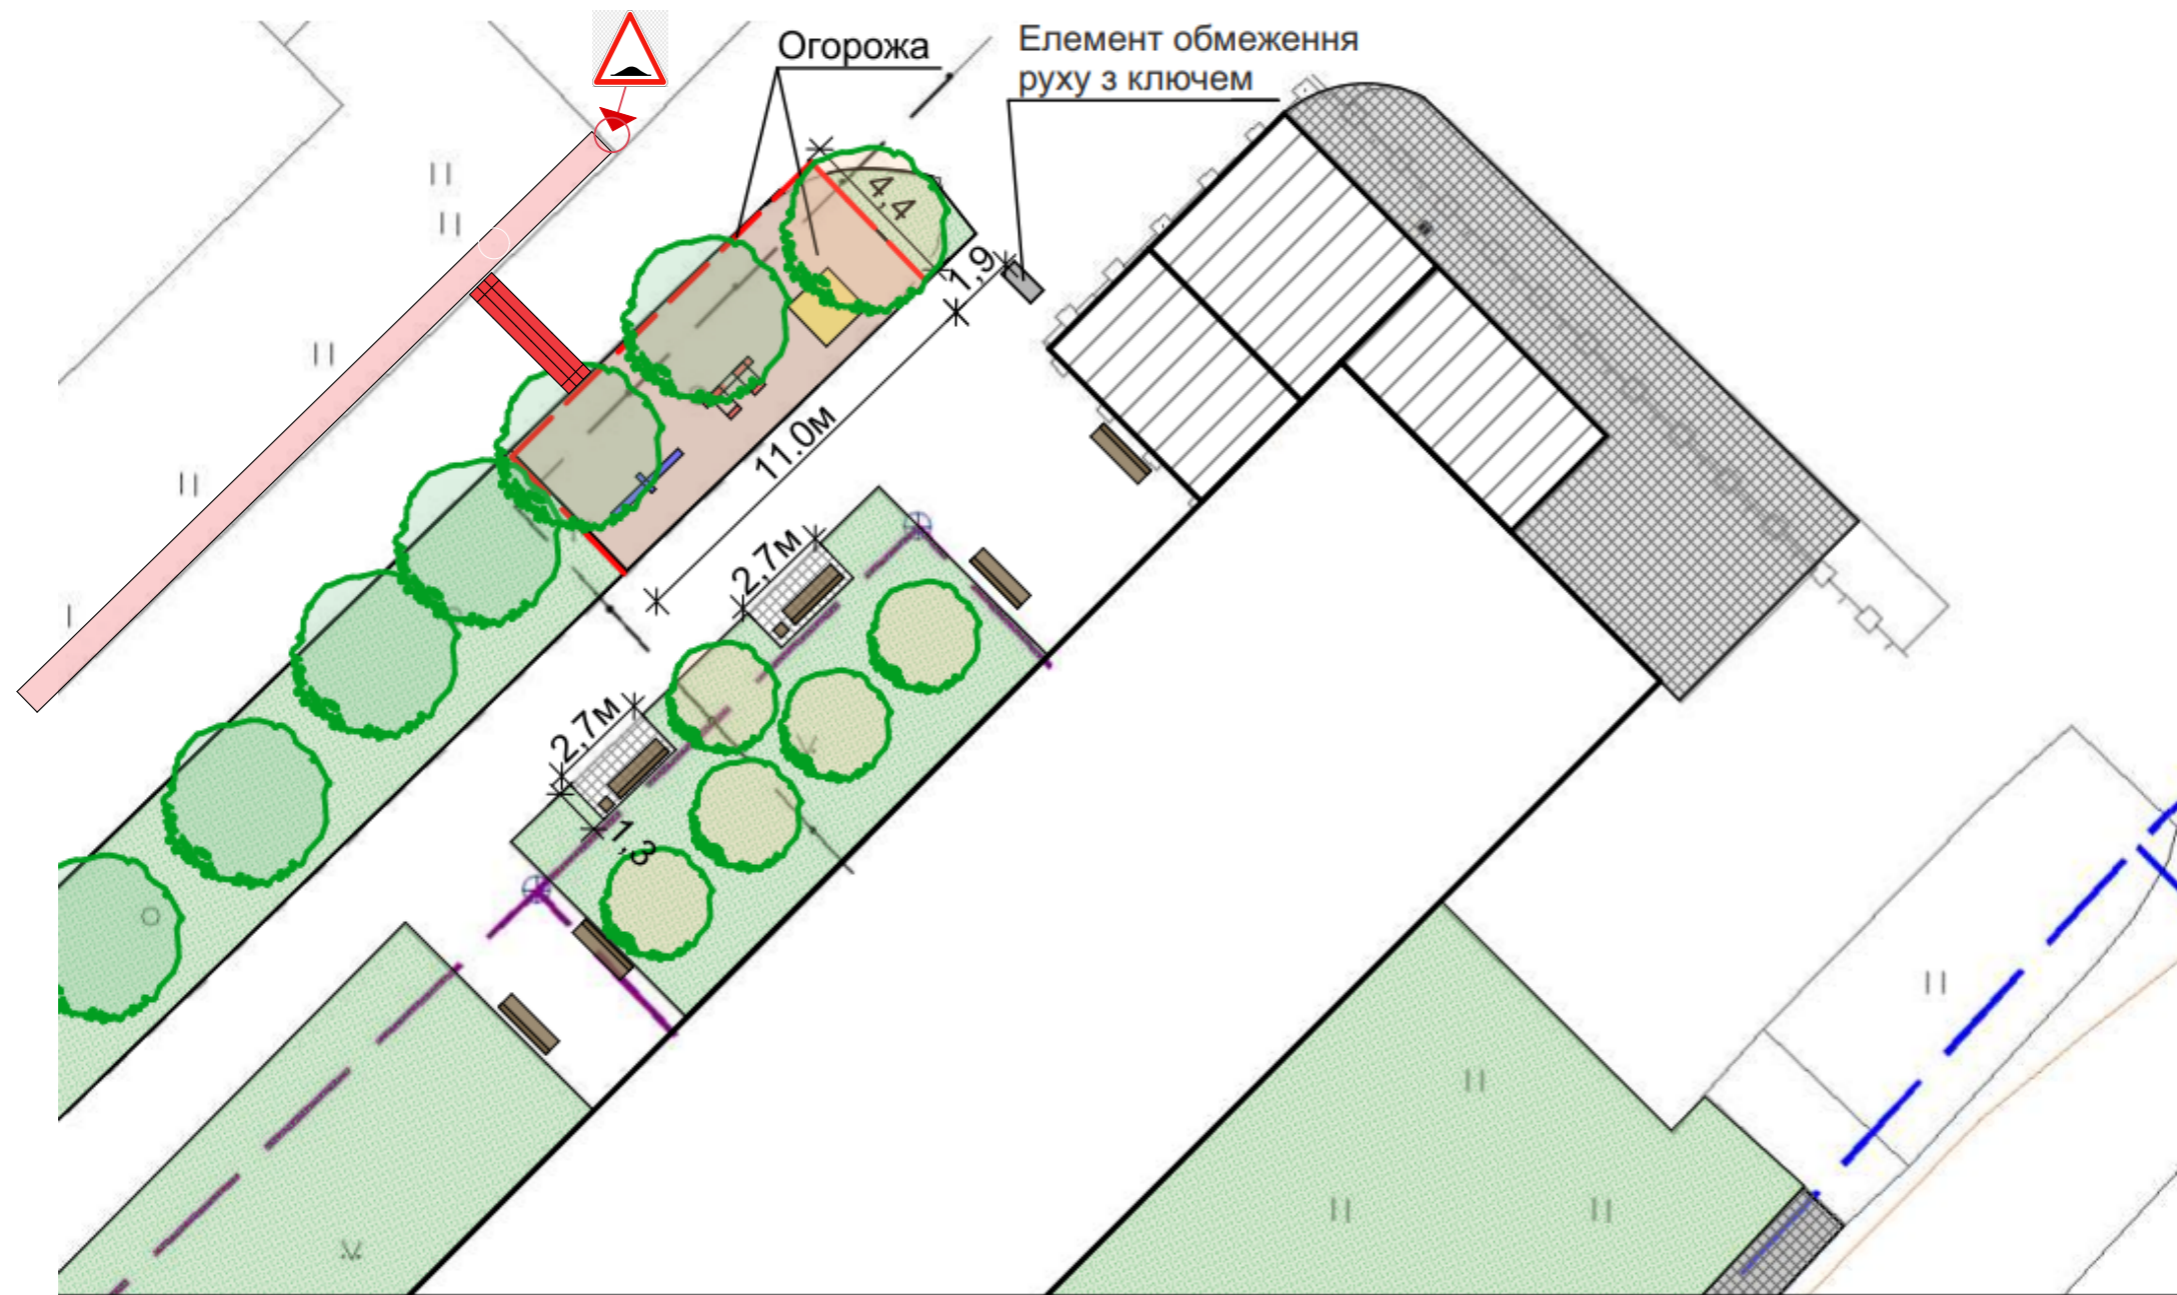 Огорожа
Елемент обмеження
руху з ключем
4,4
1,9
11.0м
2,7м
2,7м
1,3